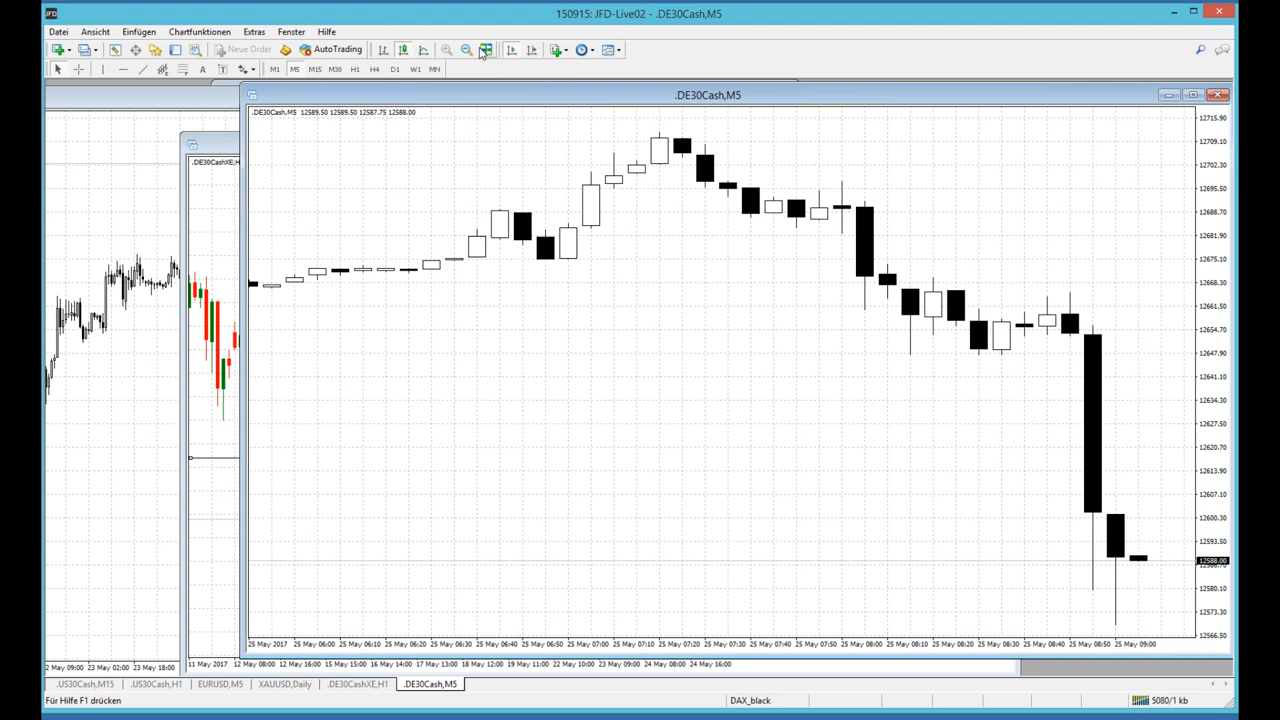 150915: JFD-Live02 - .DE30Cash,M5
Datei Ansicht Einfügen Chartfunktionen Extras Fenster Hilfe
Neue Order AutoTrading
A T M1 M5 M15 M30 H1 H4 D1 W1 MN
.DE30Cash,M5
.DE30Cash,M5 12589.50 12589.50 12587.75 12588.00
.DE30CashXE,H
12715.90
12709.10
12702.30
12695.50
12688.70
12681.90
12675.10
12668.30
12661.50
12654.70
12647.90
12641.10
12634.30
12627.50
12620.70
12613.90
12607.10
12600.30
12593.50
12588.00
12580.10
12573.30
12566.50
25 May 2017 25 May 06:00 25 May 06:10 25 May 06:20 25 May 06:30 25 May 06:40 25 May 06:50 25 May 07:00 25 May 07:10 25 May 07:20 25 May 07:30 25 May 07:40 25 May 07:50 25 May 08:00 25 May 08:10 25 May 08:20 25 May 08:30 25 May 08:40 25 May 08:50 25 May 09:00
2 May 09:00 23 May 02:00 23 May 18:00 11 May 2017 12 May 08:00 12 May 16:00 15 May 15:00 16 May 14:00 17 May 13:00 18 May 12:00 19 May 11:00 22 May 10:00 23 May 09:00 24 May 08:00 24 May 16:00
.US30Cash,M15 .US30Cash,H1 EURUSD,M5 XAUUSD,Daily .DE30CashXE,H1 .DE30Cash,M5
Für Hilfe F1 drücken DAX_black 5080/1 kb